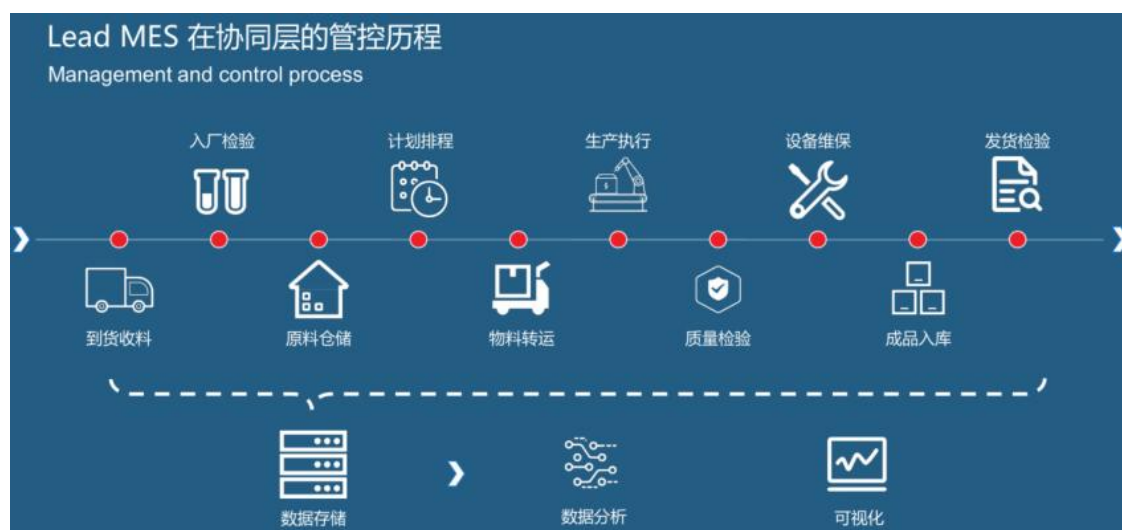 Lead MES 在协同层的管控历程
Management and control process
入厂检验
计划排程
生产执行
设备维保
发货检验
到货收料
原料仓储
物料转运
质量检验
成品入库
数据存储
数据分析
可视化